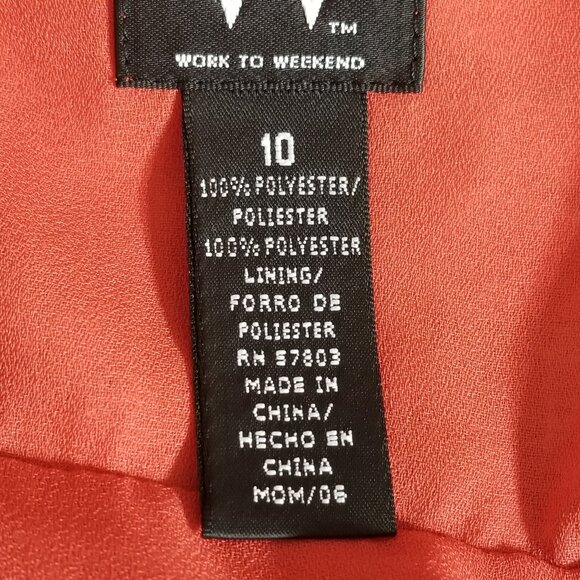 TM
WORK TO WEEKEND
10
100% POLYESTER/
POLIESTER
100% POLYESTER
LINING/
FORRO DE
POLIESTER
RN 57803
MADE IN
CHINA/
HECHO EN
CHINA
MOM/06